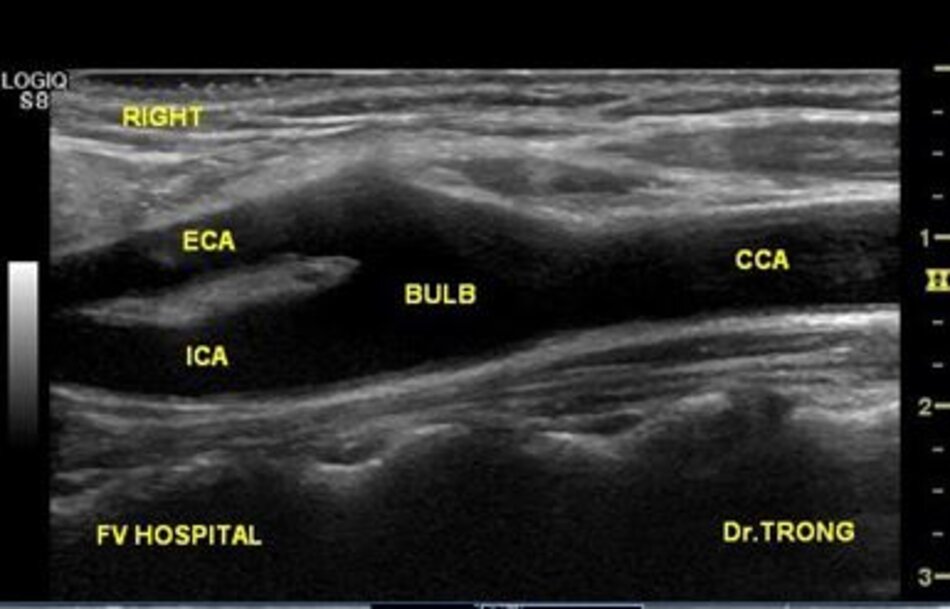 LOGIQ
S8
RIGHT
ECA
CCA
1
BULB
ICA
2
FV HOSPITAL
Dr.TRONG
3